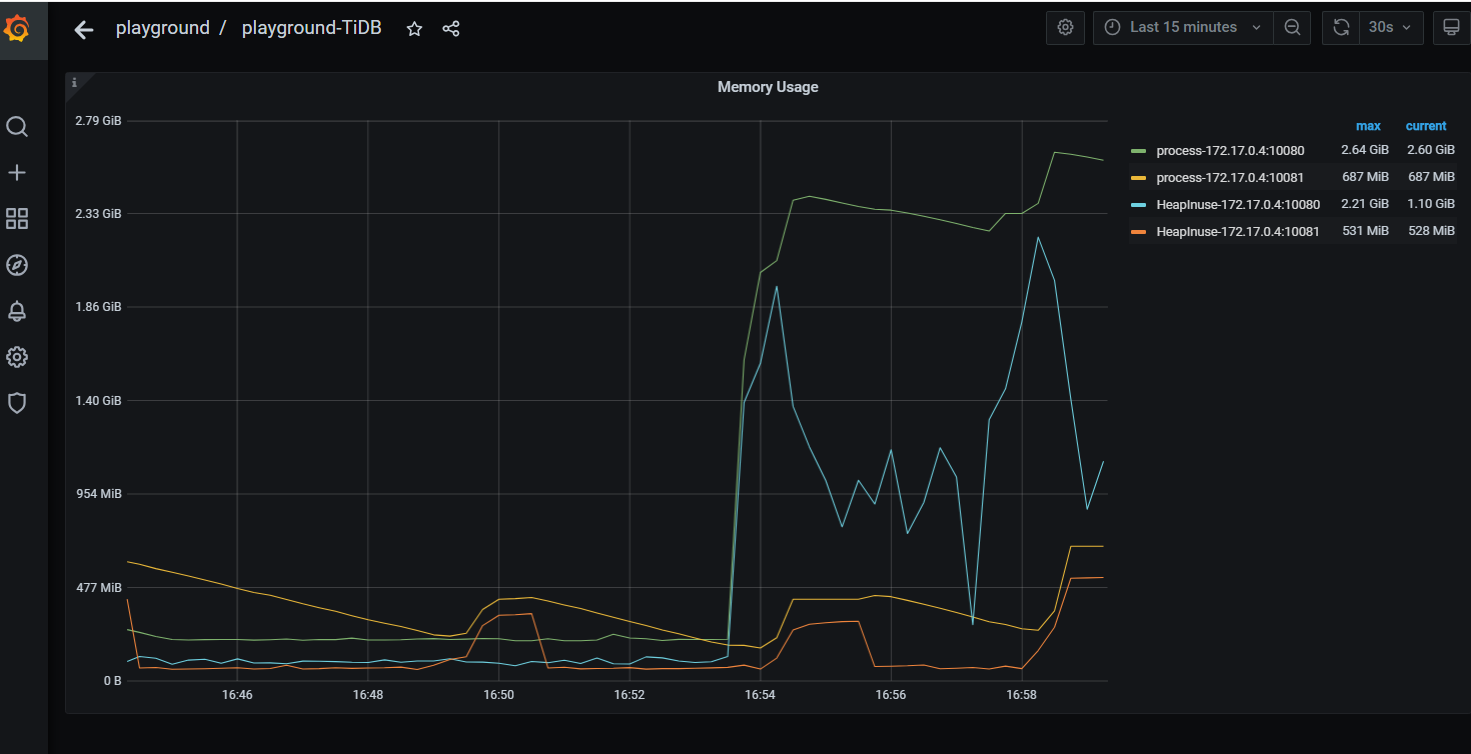 playground / playground-TiDB
Last 15 minutes
30s
i
Memory Usage
2.79 GiB
2.33 GiB
1.86 GiB
1.40 GiB
954 MiB
477 MiB
0 B
16:46 16:48 16:50 16:52 16:54 16:56 16:58
max current
process-172.17.0.4:10080 2.64 GiB 2.60 GiB
process-172.17.0.4:10081 687 MiB 687 MiB
HeapInuse-172.17.0.4:10080 2.21 GiB 1.10 GiB
HeapInuse-172.17.0.4:10081 531 MiB 528 MiB